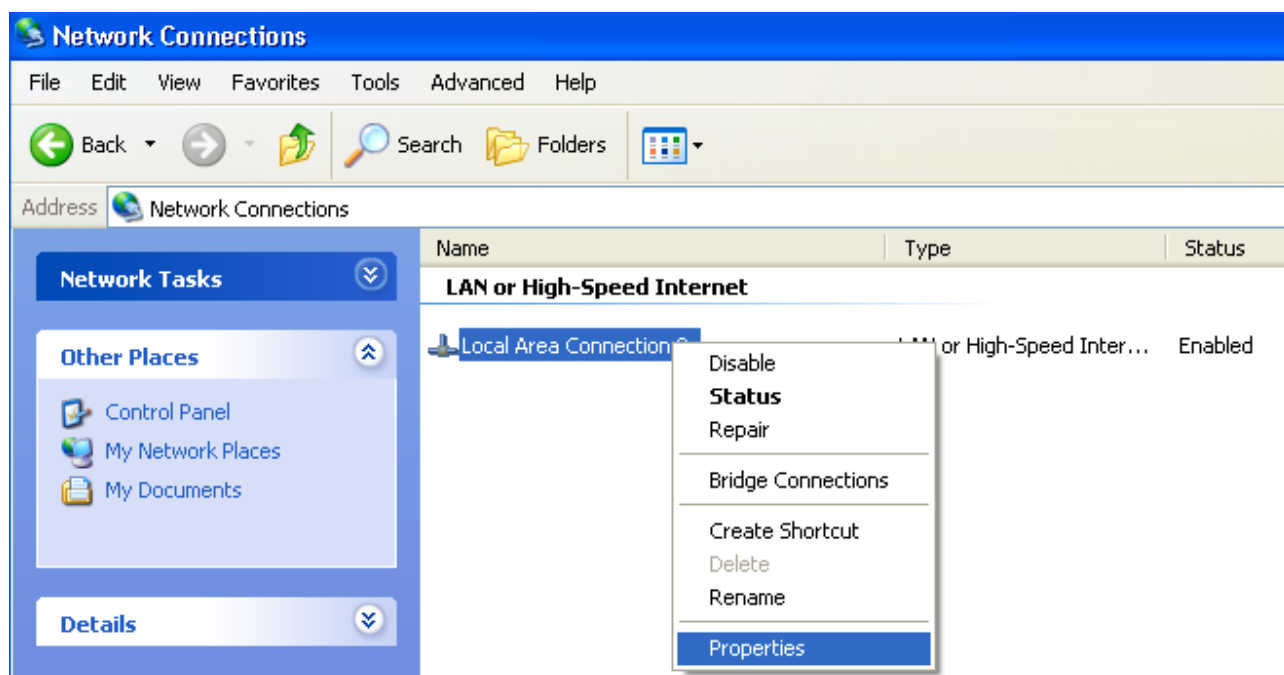 Network Connections
File Edit View Favorites Tools Advanced Help
Back Search Folders
Address Network Connections
Name Type Status
Network Tasks
LAN or High-Speed Internet
Other Places
Local Area Connection or High-Speed Inter... Enabled
Control Panel
My Network Places
My Documents
Details
Disable
Status
Repair
Bridge Connections
Create Shortcut
Delete
Rename
Properties